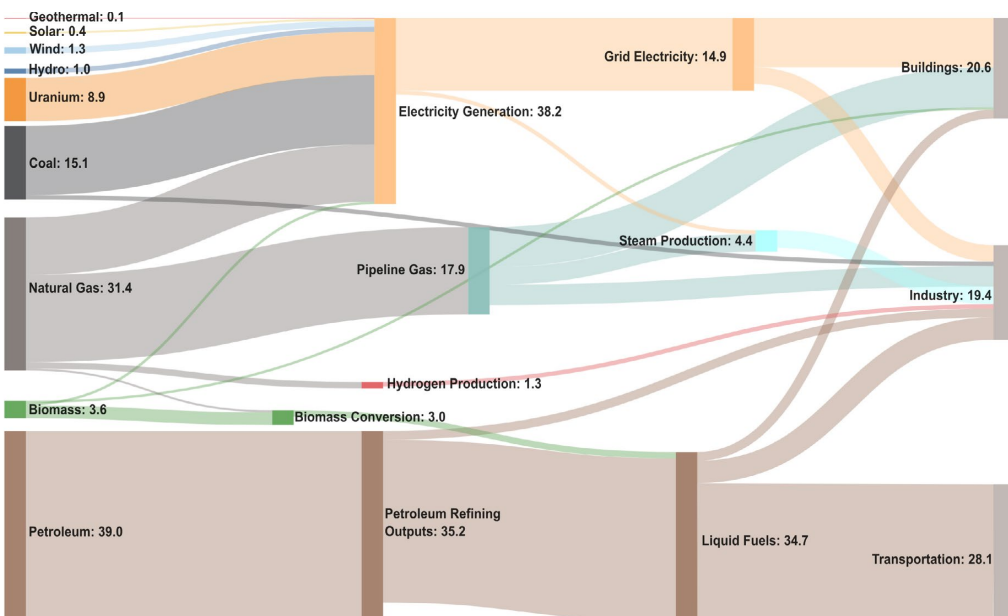 Geothermal: 0.1
Solar: 0.4
Wind: 1.3
Hydro: 1.0
Uranium: 8.9
Coal: 15.1
Natural Gas: 31.4
Biomass: 3.6
Petroleum: 39.0
Electricity Generation: 38.2
Pipeline Gas: 17.9
Hydrogen Production: 1.3
Biomass Conversion: 3.0
Petroleum Refining
Outputs: 35.2
Grid Electricity: 14.9
Steam Production: 4.4
Liquid Fuels: 34.7
Buildings: 20.6
Industry: 19.4
Transportation: 28.1